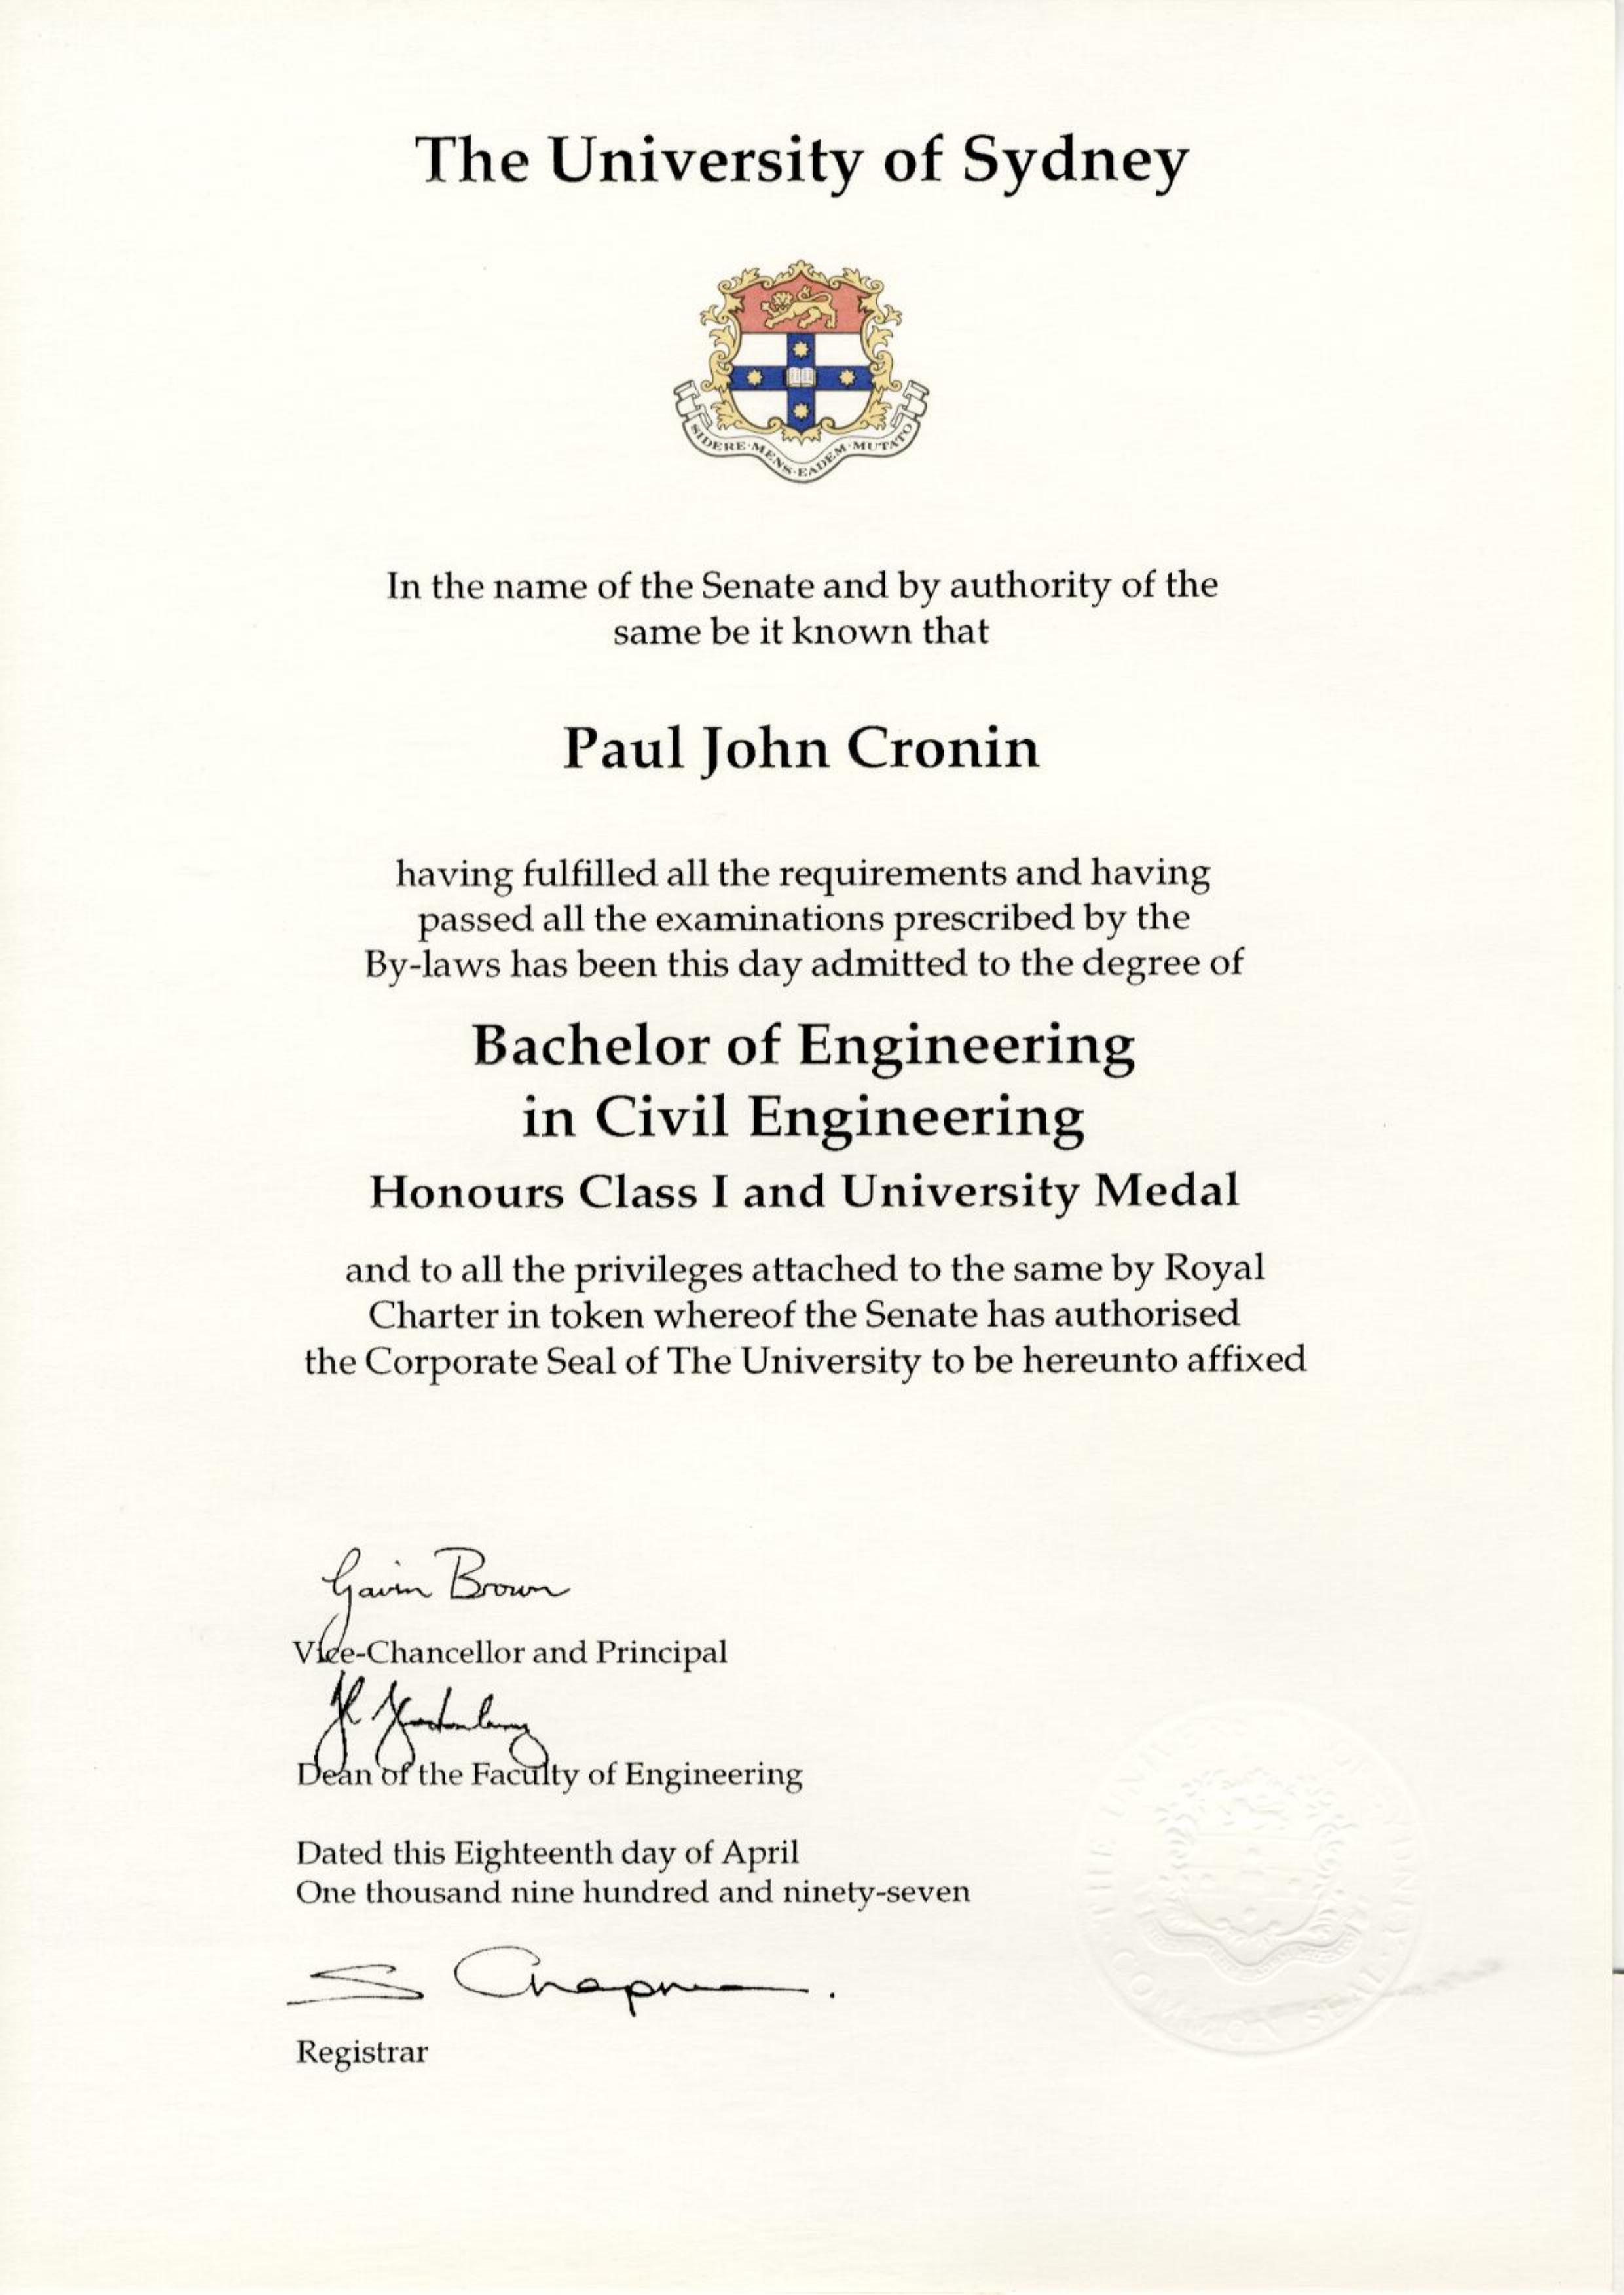 The University of Sydney
SIDERE·MENS·EADEM·MUTATO
In the name of the Senate and by authority of the
same be it known that
Paul John Cronin
having fulfilled all the requirements and having
passed all the examinations prescribed by the
By-laws has been this day admitted to the degree of
Bachelor of Engineering
in Civil Engineering
Honours Class I and University Medal
and to all the privileges attached to the same by Royal
Charter in token whereof the Senate has authorised
the Corporate Seal of The University to be hereunto affixed
Gavin Brown
Vice-Chancellor and Principal
Dean of the Faculty of Engineering
Dated this Eighteenth day of April
One thousand nine hundred and ninety-seven
S Chapman
Registrar
COMMON SEAL